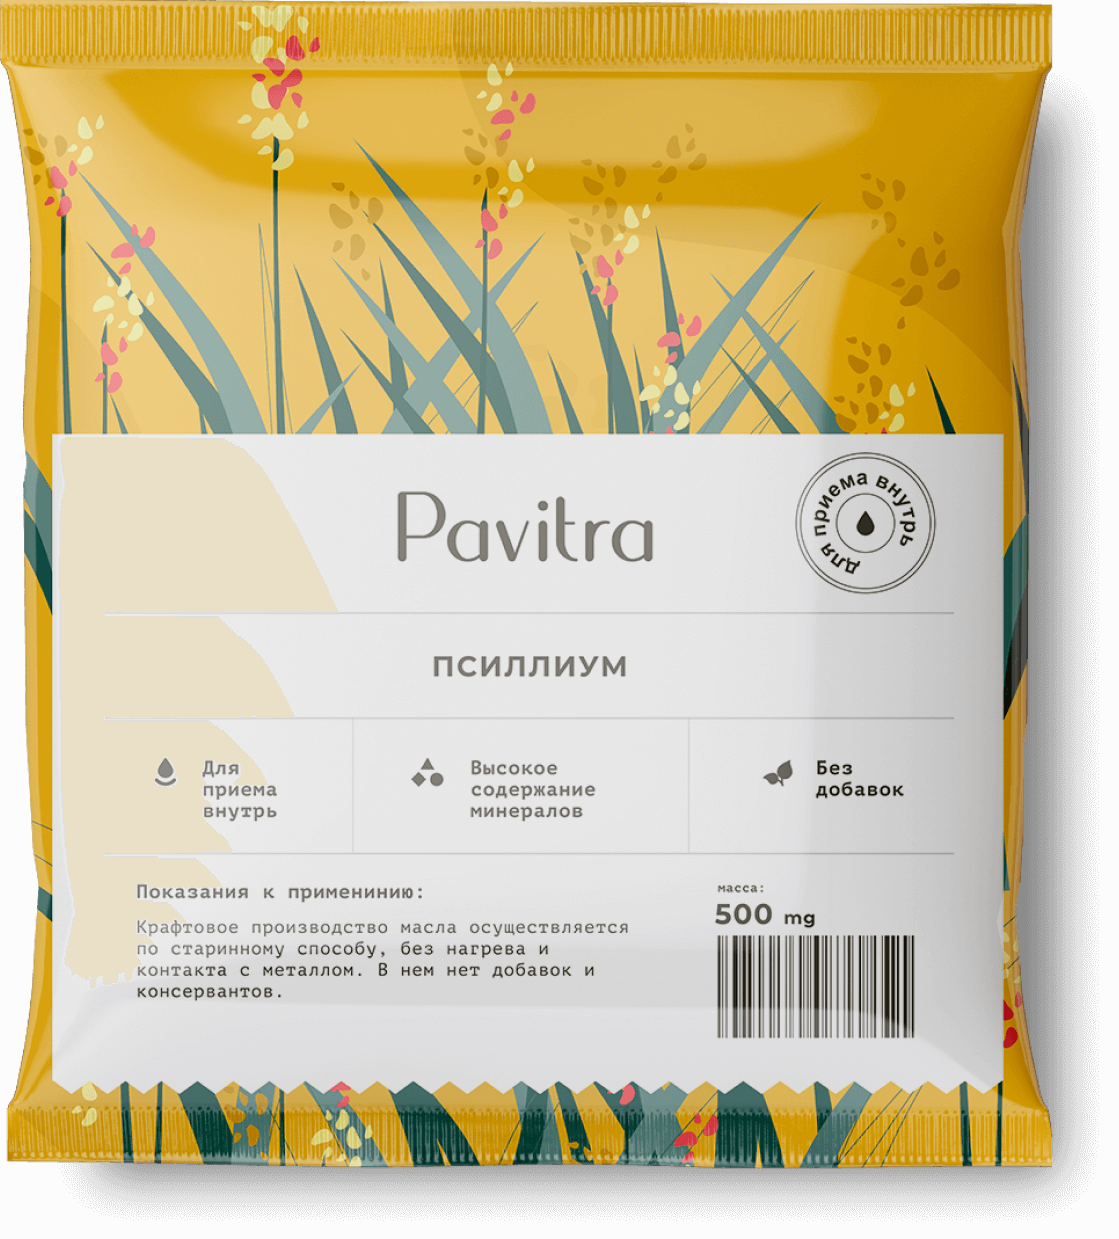 Pavitra
для приема внутрь
ПСИЛЛИУМ
Для
приема
внутрь
Высокое
содержание
минералов
Без
добавок
Показания к применинию:
Крафтовое производство масла осуществляется
по старинному способу, без нагрева и
контакта с металлом. В нем нет добавок и
консервантов.
масса:
500 mg